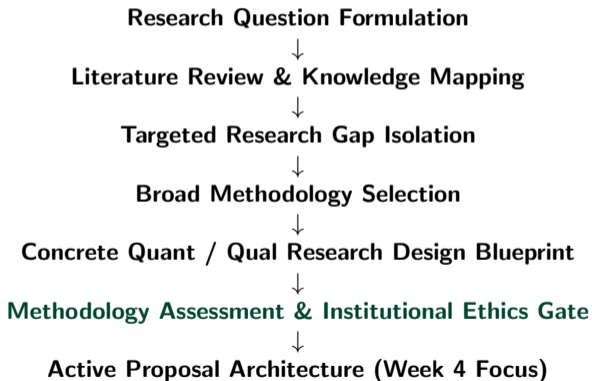 Research Question Formulation
↓
Literature Review & Knowledge Mapping
↓
Targeted Research Gap Isolation
↓
Broad Methodology Selection
↓
Concrete Quant / Qual Research Design Blueprint
↓
Methodology Assessment & Institutional Ethics Gate
↓
Active Proposal Architecture (Week 4 Focus)